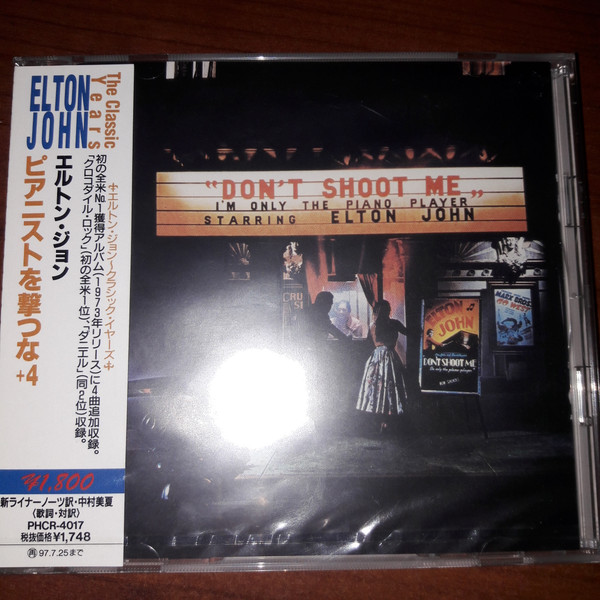 The Classic
Years
ELTON
JOHN
エルトン・ジョン
ピアニストを撃つな +4
+エルトン・ジョン〜クラシック・イヤーズ+
初の全米No.1獲得アルバム(1973年リリース)に4曲追加収録。
「クロコダイル・ロック」(初の全米1位)、「ダニエル」(同2位)収録。
¥1,800
新ライナーノーツ訳・中村美夏
〈歌詞・対訳〉
PHCR-4017
税抜価格¥1,748
再 97.7.25まで
"DON'T SHOOT ME„
I'M ONLY THE PIANO PLAYER
STARRING ELTON JOHN
ELTON
JOHN
DON'T SHOOT ME
MARX BROS.
GO WEST